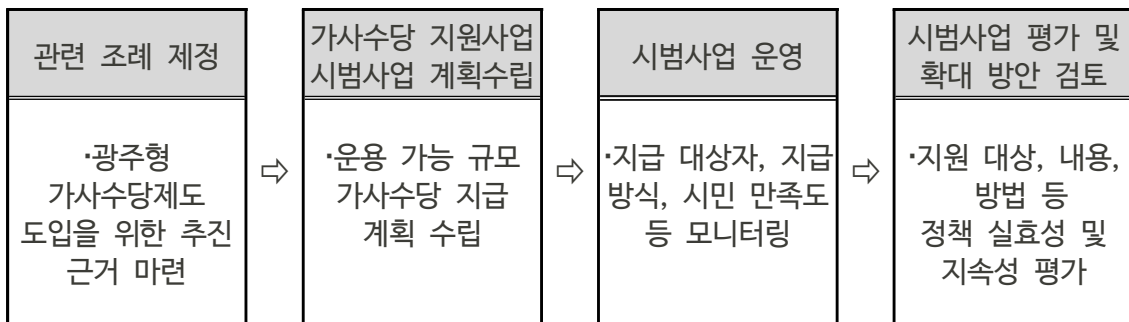 관련 조례 제정
·광주형
가사수당제도
도입을 위한 추진
근거 마련
⇨
가사수당 지원사업
시범사업 계획수립
·운용 가능 규모
가사수당 지급
계획 수립
⇨
시범사업 운영
·지급 대상자, 지급
방식, 시민 만족도
등 모니터링
⇨
시범사업 평가 및
확대 방안 검토
·지원 대상, 내용,
방법 등
정책 실효성 및
지속성 평가